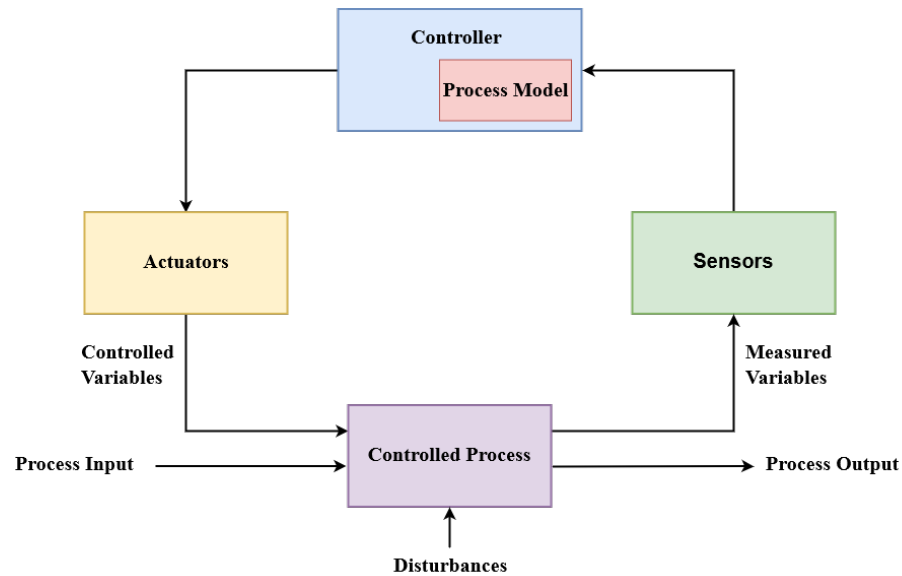 Controller
Process Model
Actuators
Sensors
Controlled
Variables
Measured
Variables
Process Input
Controlled Process
Process Output
Disturbances